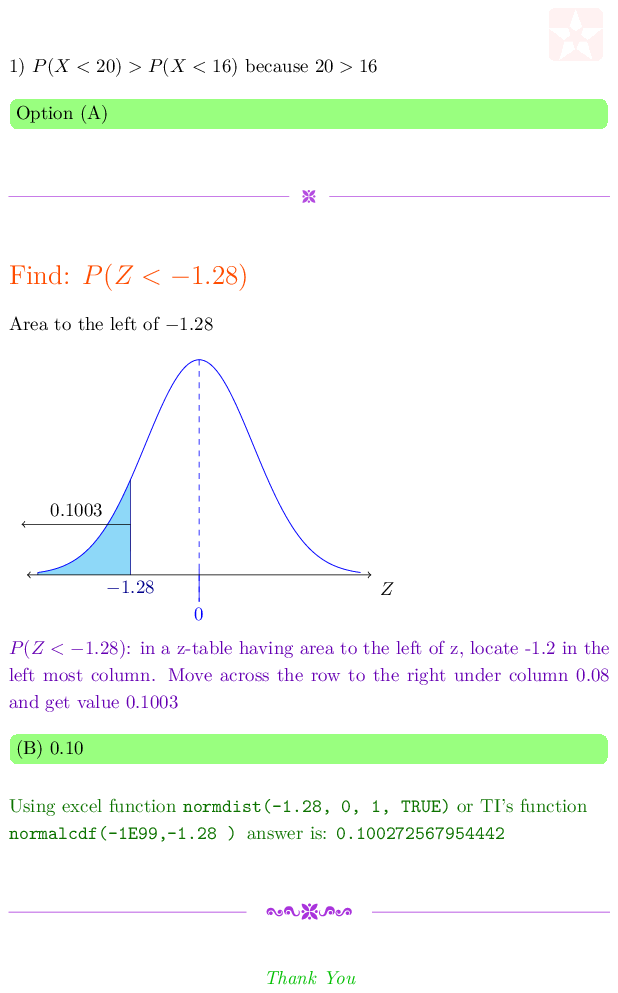 1) P(X < 20) > P(X < 16) because 20 > 16
Option (A)
Find: P(Z < −1.28)
Area to the left of −1.28
0.1003
−1.28
Z
0
P(Z < −1.28): in a z-table having area to the left of z, locate -1.2 in the
left most column. Move across the row to the right under column 0.08
and get value 0.1003
(B) 0.10
Using excel function normdist(-1.28, 0, 1, TRUE) or TI's function
normalcdf(-1E99,-1.28 ) answer is: 0.100272567954442
Thank You